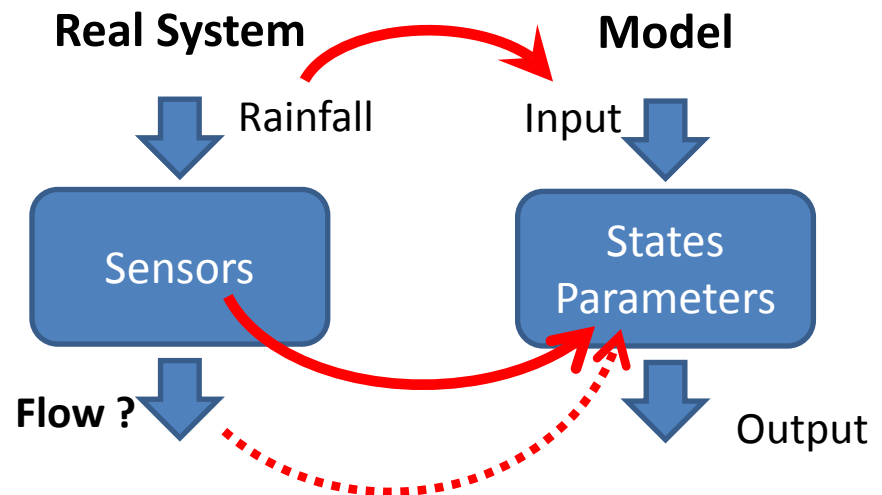 Real System
Model
Rainfall
Input
Sensors
States
Parameters
Flow ?
Output